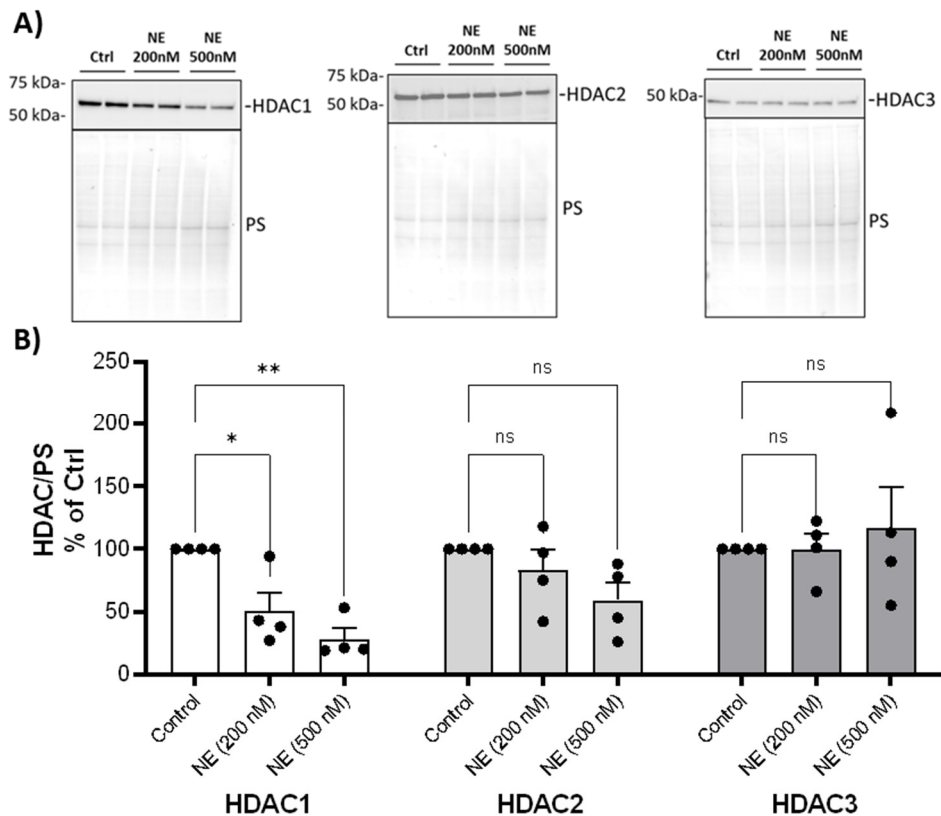 A)
Ctrl NE 200nM NE 500nM
75 kDa-
50 kDa-
-HDAC1
PS
Ctrl NE 200nM NE 500nM
75 kDa-
50 kDa-
-HDAC2
PS
Ctrl NE 200nM NE 500nM
50 kDa-
-HDAC3
PS
B)
HDAC/PS
% of Ctrl
250
200
150
100
50
0
**
*
ns
ns
ns
ns
Control
NE (200 nM)
NE (500 nM)
Control
NE (200 nM)
NE (500 nM)
Control
NE (200 nM)
NE (500 nM)
HDAC1
HDAC2
HDAC3